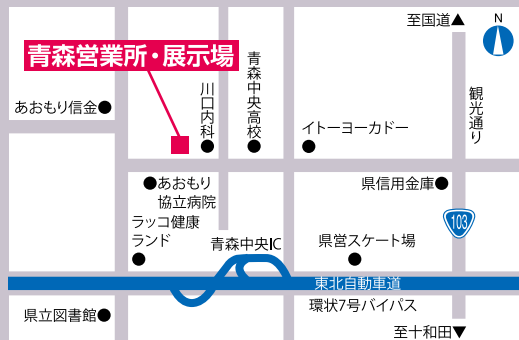 至国道▲
N
青森営業所・展示場
あおもり信金●
川口内科
青森中央高校
イトーヨーカドー
観光通り
●あおもり
協立病院
県信用金庫●
ラッコ健康
ランド
103
青森中央IC
県営スケート場
東北自動車道
環状7号バイパス
県立図書館●
至十和田▼